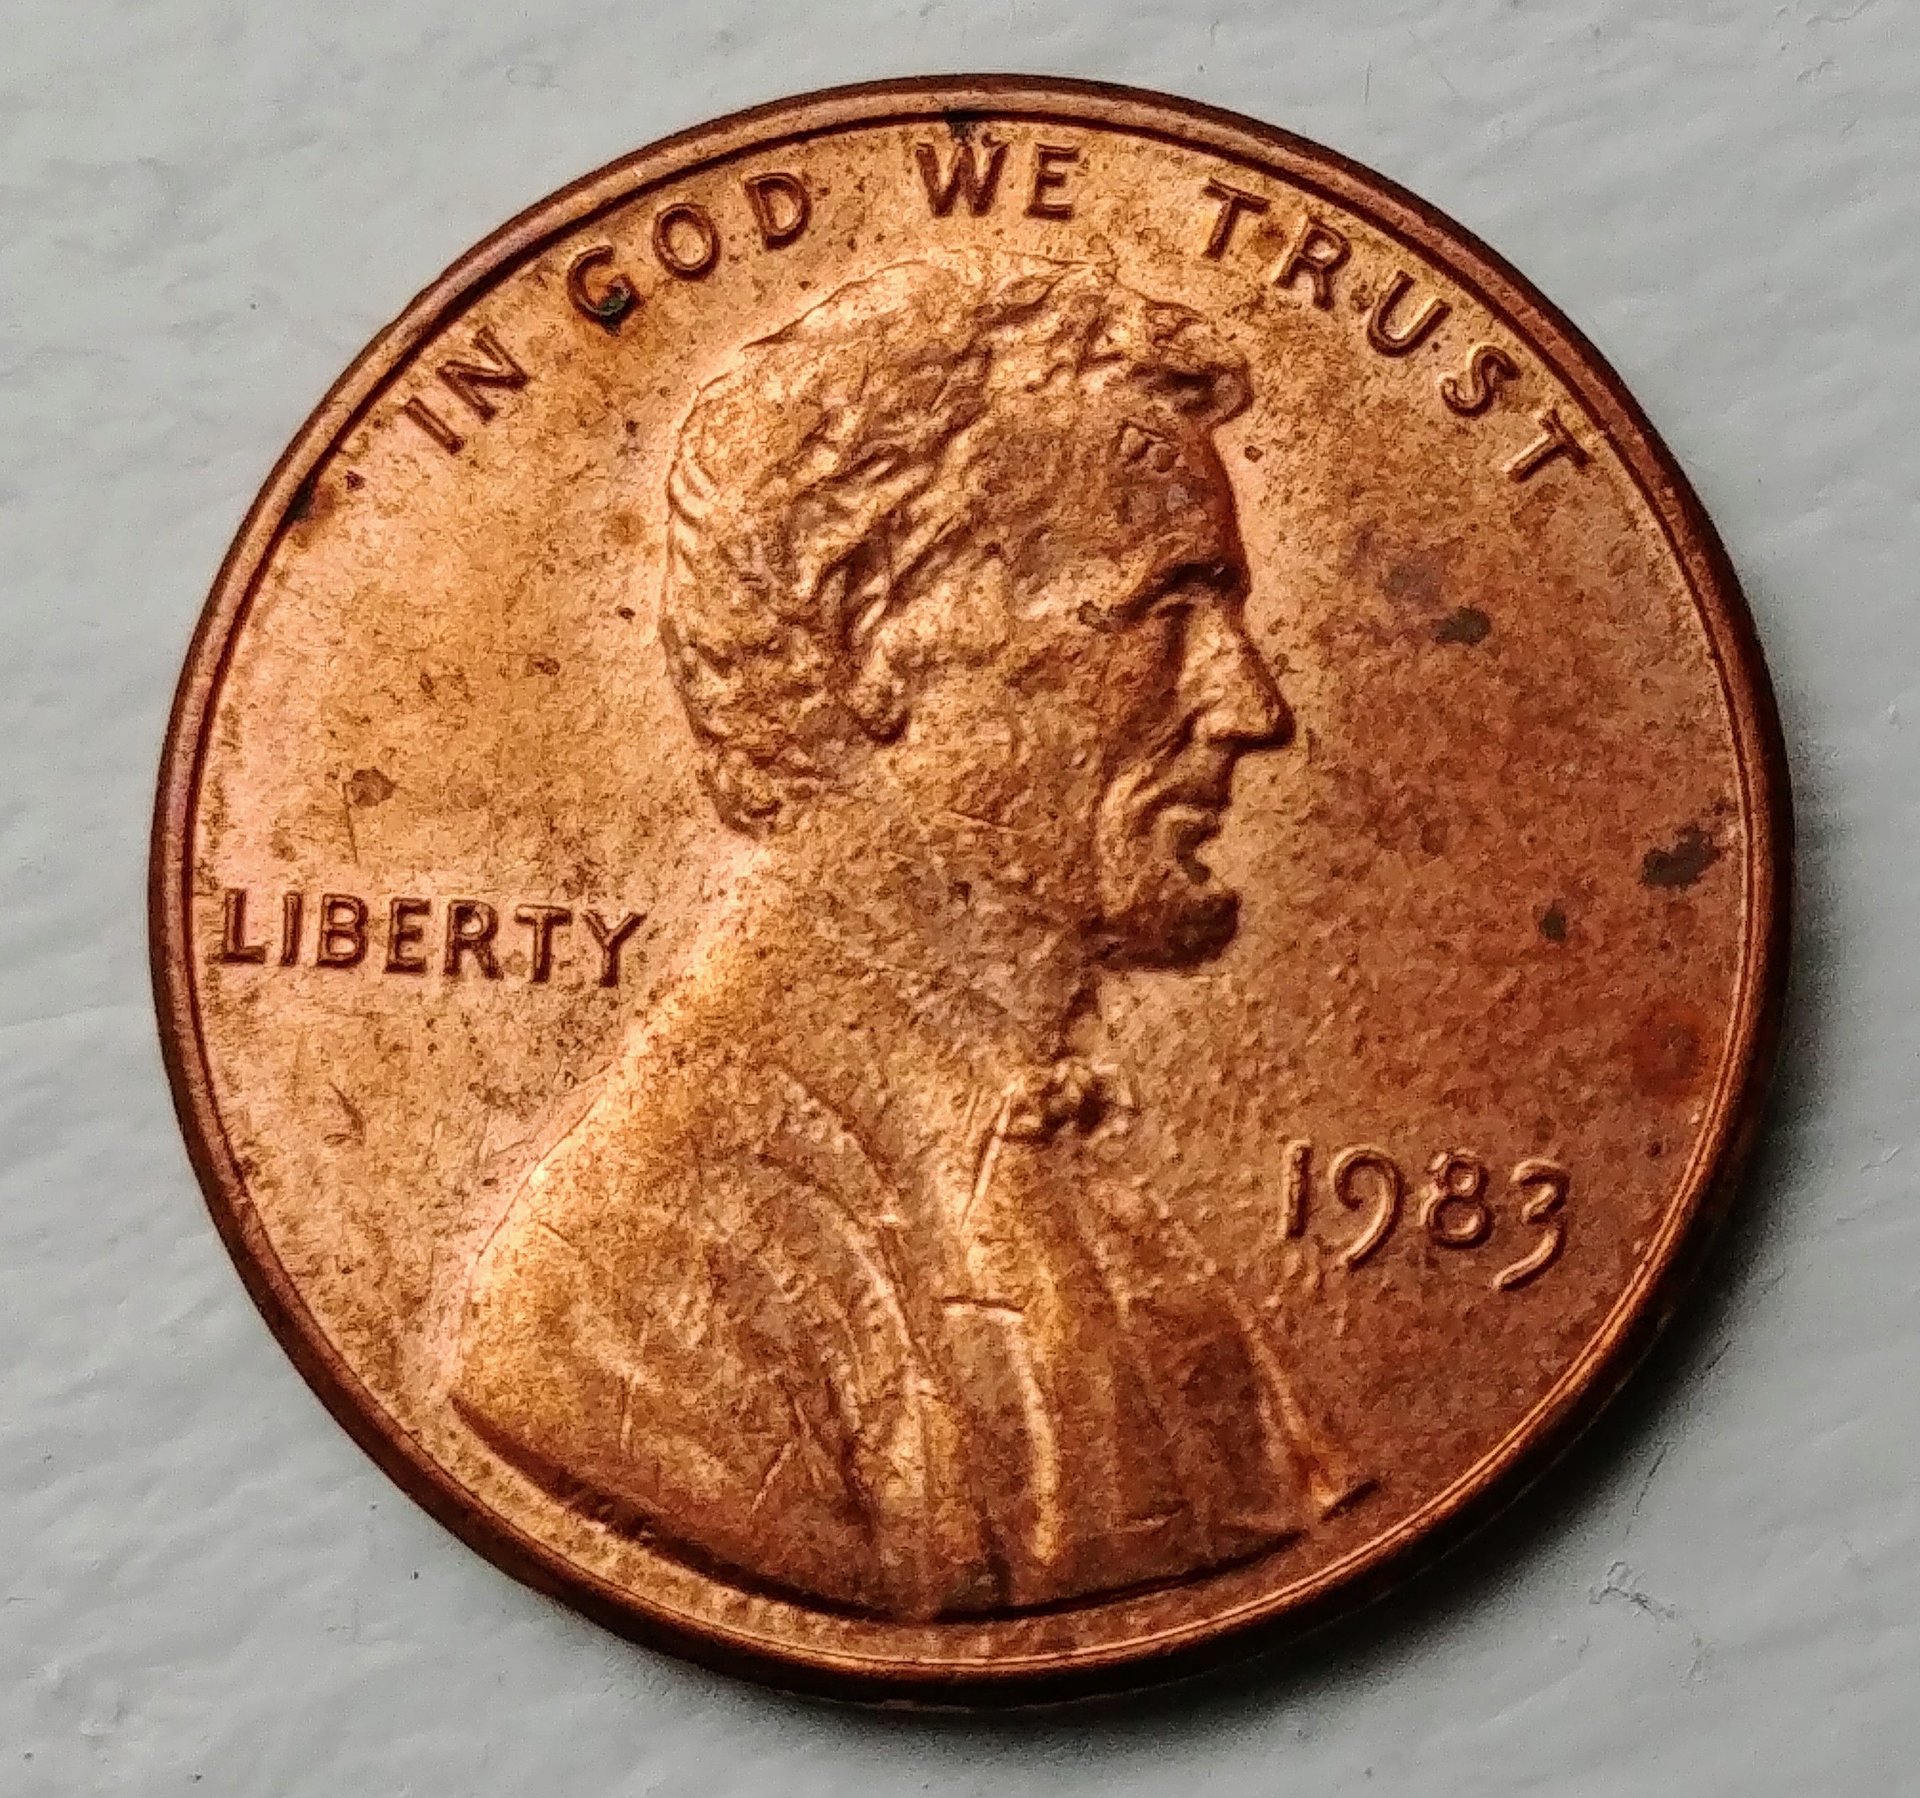 IN GOD WE TRUST
LIBERTY
1983